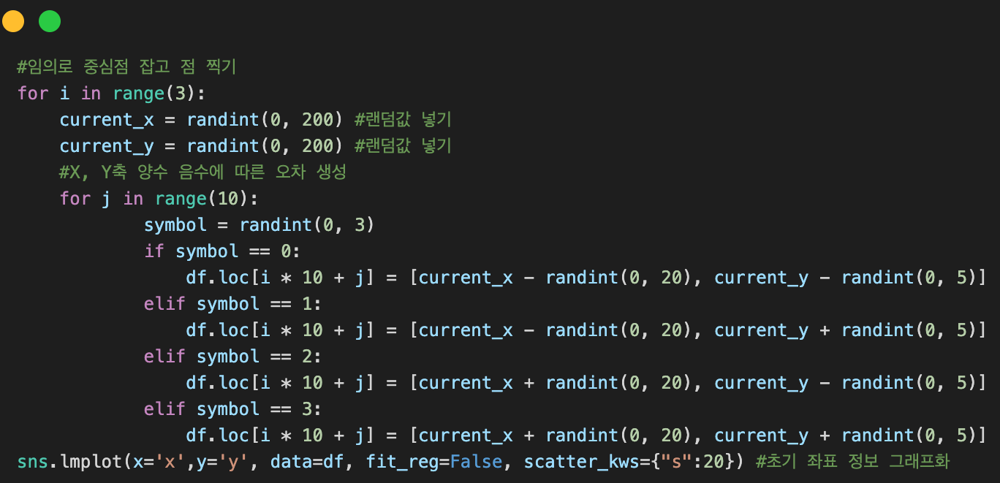 #임의로 중심점 잡고 점 찍기
for i in range(3):
    current_x = randint(0, 200) #랜덤값 넣기
    current_y = randint(0, 200) #랜덤값 넣기
    #X, Y축 양수 음수에 따른 오차 생성
    for j in range(10):
            symbol = randint(0, 3)
            if symbol == 0:
                df.loc[i * 10 + j] = [current_x - randint(0, 20), current_y - randint(0, 5)]
            elif symbol == 1:
                df.loc[i * 10 + j] = [current_x - randint(0, 20), current_y + randint(0, 5)]
            elif symbol == 2:
                df.loc[i * 10 + j] = [current_x + randint(0, 20), current_y - randint(0, 5)]
            elif symbol == 3:
                df.loc[i * 10 + j] = [current_x + randint(0, 20), current_y + randint(0, 5)]
sns.lmplot(x='x',y='y', data=df, fit_reg=False, scatter_kws={"s":20}) #초기 좌표 정보 그래프화